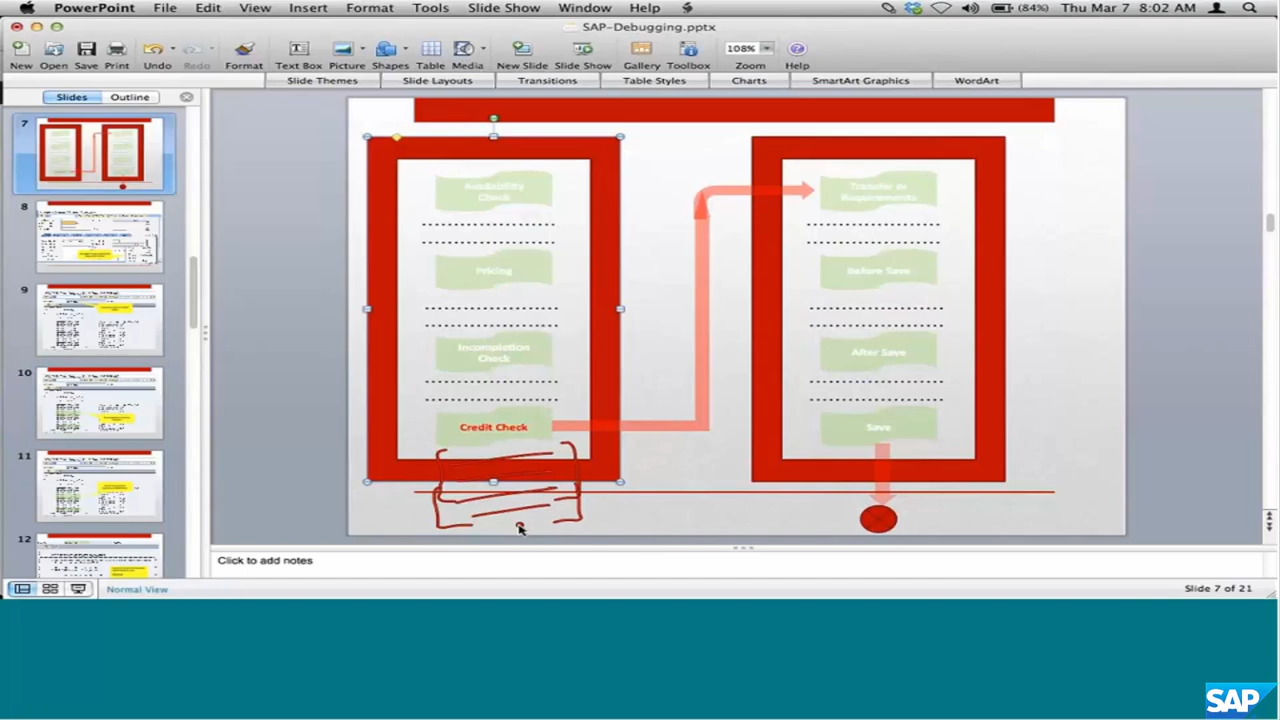 PowerPoint File Edit View Insert Format Tools Slide Show Window Help (84%) Thu Mar 7 8:02 AM
SAP-Debugging.pptx
New Open Save Print Undo Redo Format Text Box Picture Shapes Table Media New Slide Slide Show Gallery Toolbox 108% Zoom Help
Slide Themes Slide Layouts Transitions Table Styles Charts SmartArt Graphics WordArt
Slides Outline
7
8
9
10
11
12
Availability
Check
Pricing
Incompletion
Check
Credit Check
Transfer or
Requirements
Before Save
After Save
Save
Click to add notes
Normal View
Slide 7 of 21
SAP